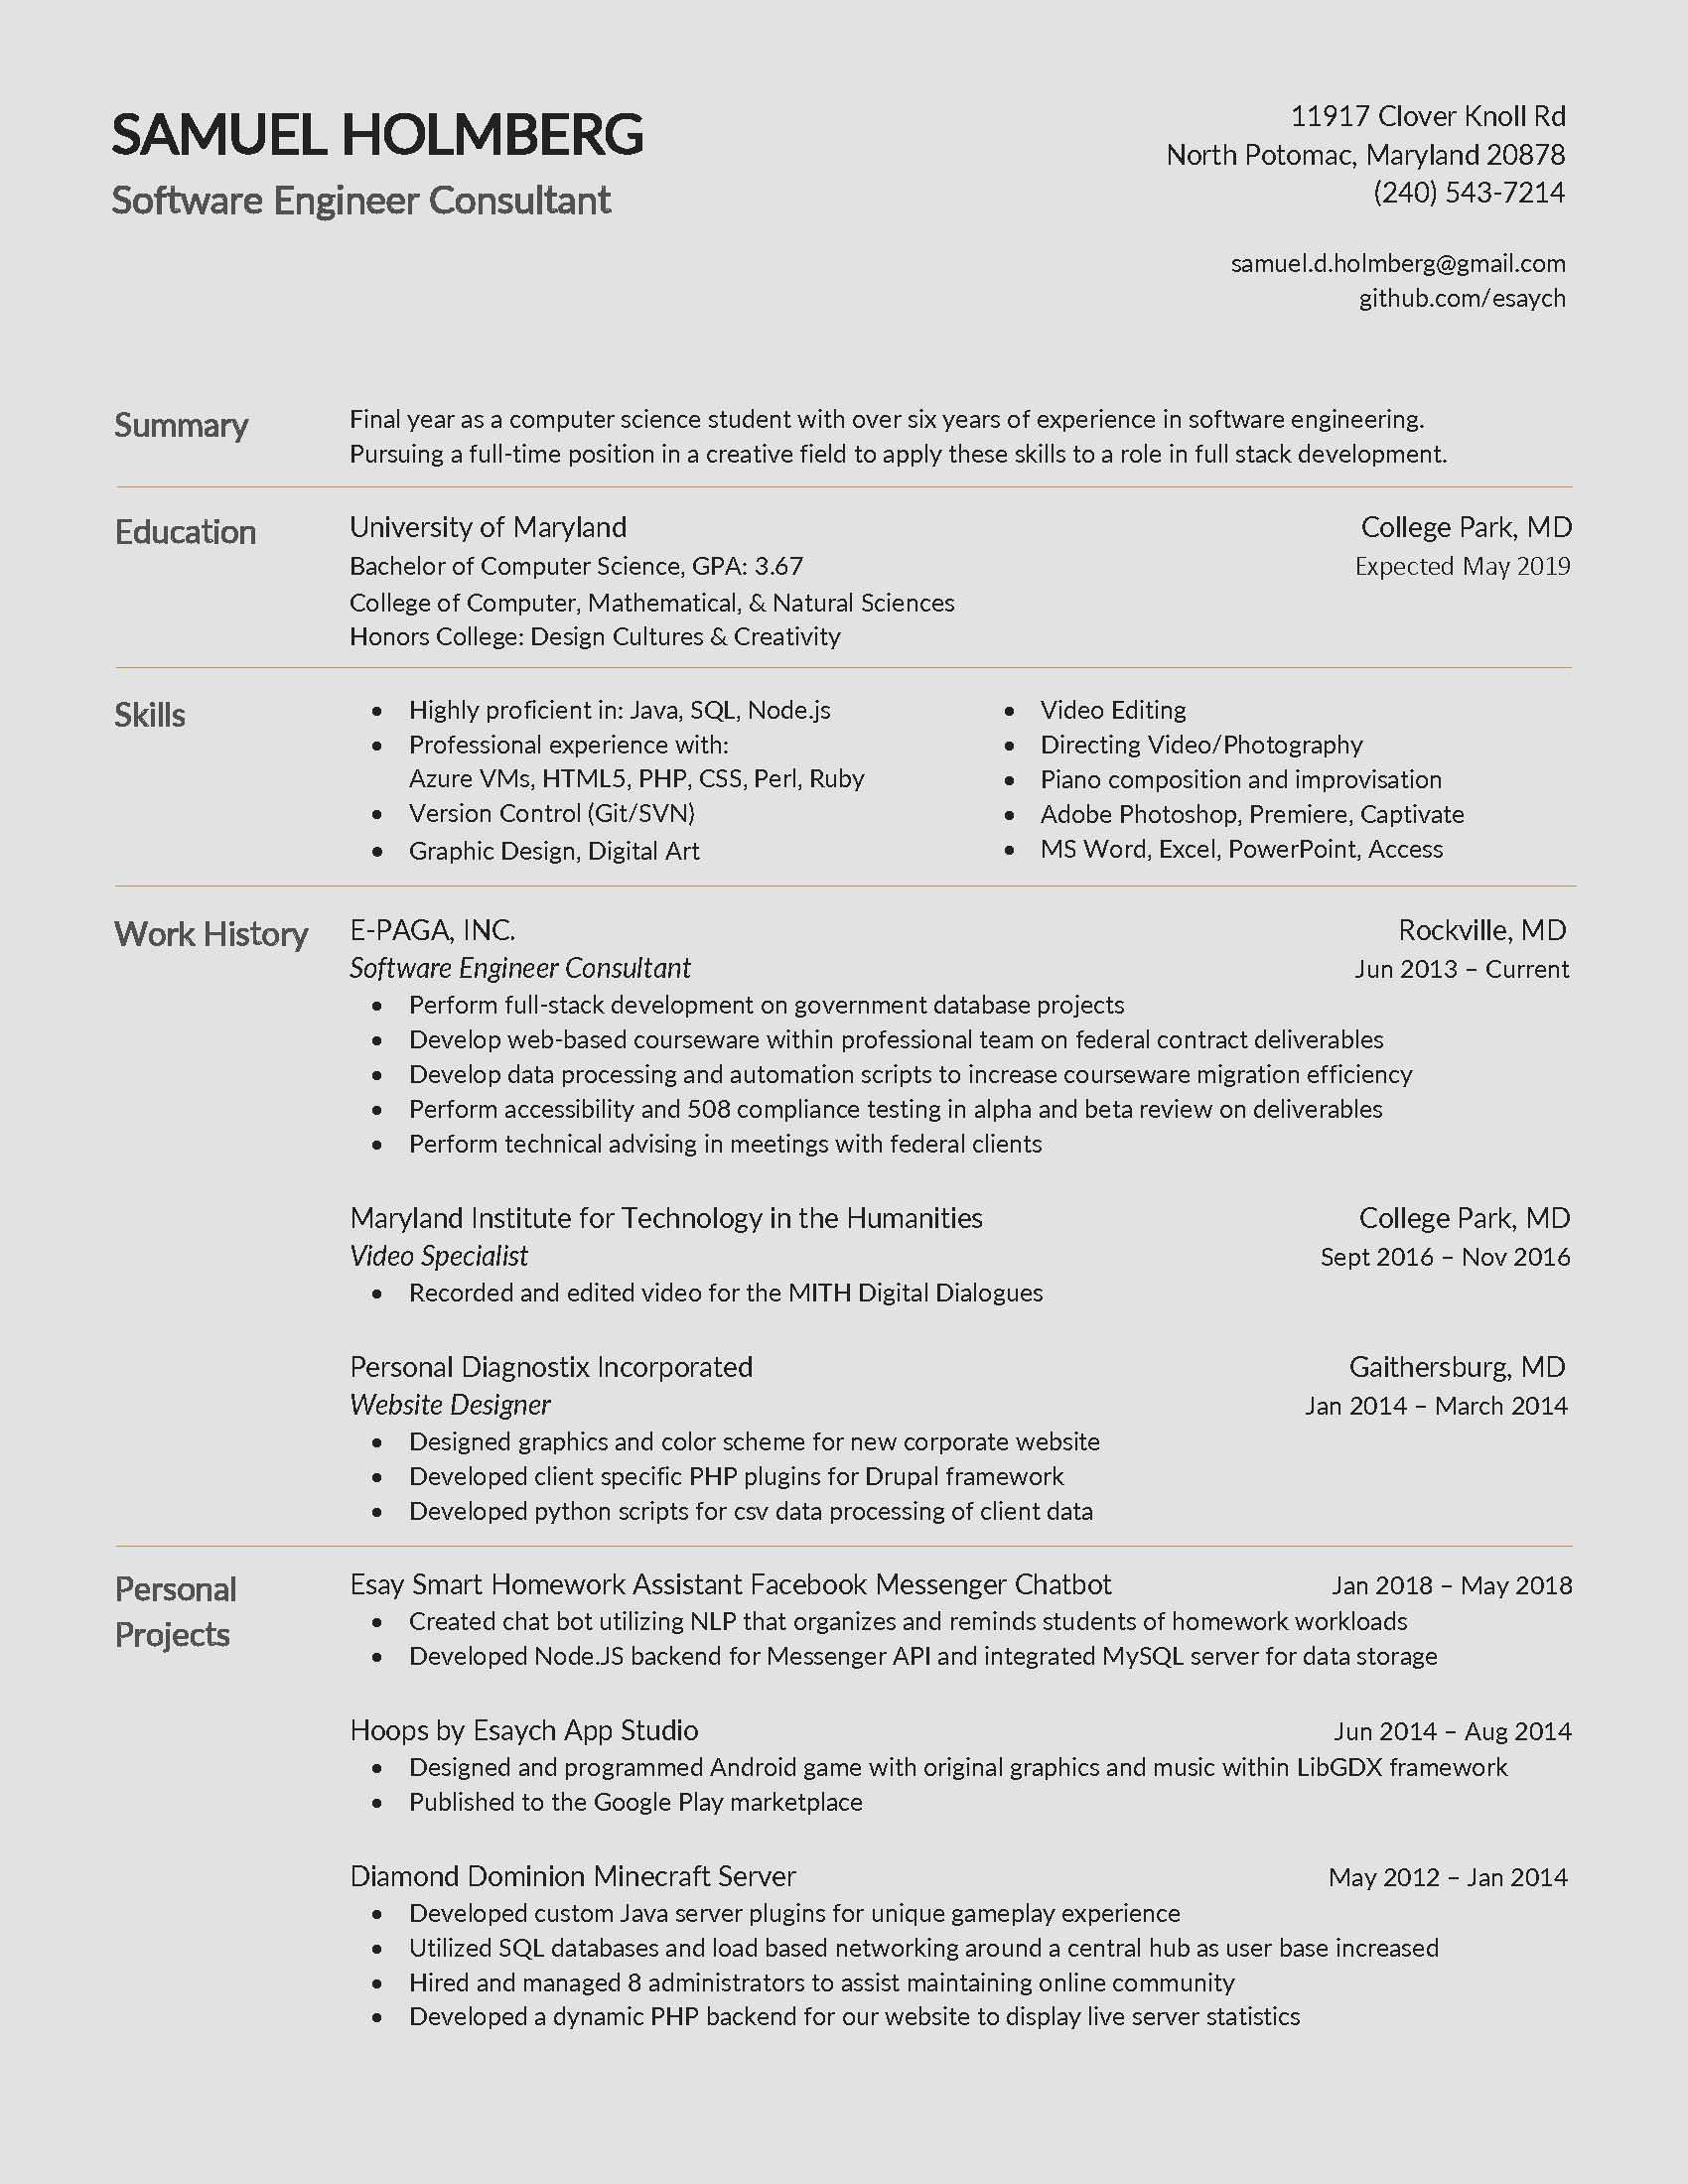 SAMUEL HOLMBERG
Software Engineer Consultant
11917 Clover Knoll Rd
North Potomac, Maryland 20878
(240) 543-7214
samuel.d.holmberg@gmail.com
github.com/esaych
Summary
Final year as a computer science student with over six years of experience in software engineering.
Pursuing a full-time position in a creative field to apply these skills to a role in full stack development.
Education
University of Maryland College Park, MD
Bachelor of Computer Science, GPA: 3.67 Expected May 2019
College of Computer, Mathematical, & Natural Sciences
Honors College: Design Cultures & Creativity
Skills
• Highly proficient in: Java, SQL, Node.js
• Professional experience with:
Azure VMs, HTML5, PHP, CSS, Perl, Ruby
• Version Control (Git/SVN)
• Graphic Design, Digital Art
• Video Editing
• Directing Video/Photography
• Piano composition and improvisation
• Adobe Photoshop, Premiere, Captivate
• MS Word, Excel, PowerPoint, Access
Work History
E-PAGA, INC. Rockville, MD
Software Engineer Consultant Jun 2013 – Current
• Perform full-stack development on government database projects
• Develop web-based courseware within professional team on federal contract deliverables
• Develop data processing and automation scripts to increase courseware migration efficiency
• Perform accessibility and 508 compliance testing in alpha and beta review on deliverables
• Perform technical advising in meetings with federal clients
Maryland Institute for Technology in the Humanities College Park, MD
Video Specialist Sept 2016 – Nov 2016
• Recorded and edited video for the MITH Digital Dialogues
Personal Diagnostix Incorporated Gaithersburg, MD
Website Designer Jan 2014 – March 2014
• Designed graphics and color scheme for new corporate website
• Developed client specific PHP plugins for Drupal framework
• Developed python scripts for csv data processing of client data
Personal
Projects
Esay Smart Homework Assistant Facebook Messenger Chatbot Jan 2018 – May 2018
• Created chat bot utilizing NLP that organizes and reminds students of homework workloads
• Developed Node.JS backend for Messenger API and integrated MySQL server for data storage
Hoops by Esaych App Studio Jun 2014 – Aug 2014
• Designed and programmed Android game with original graphics and music within LibGDX framework
• Published to the Google Play marketplace
Diamond Dominion Minecraft Server May 2012 – Jan 2014
• Developed custom Java server plugins for unique gameplay experience
• Utilized SQL databases and load based networking around a central hub as user base increased
• Hired and managed 8 administrators to assist maintaining online community
• Developed a dynamic PHP backend for our website to display live server statistics